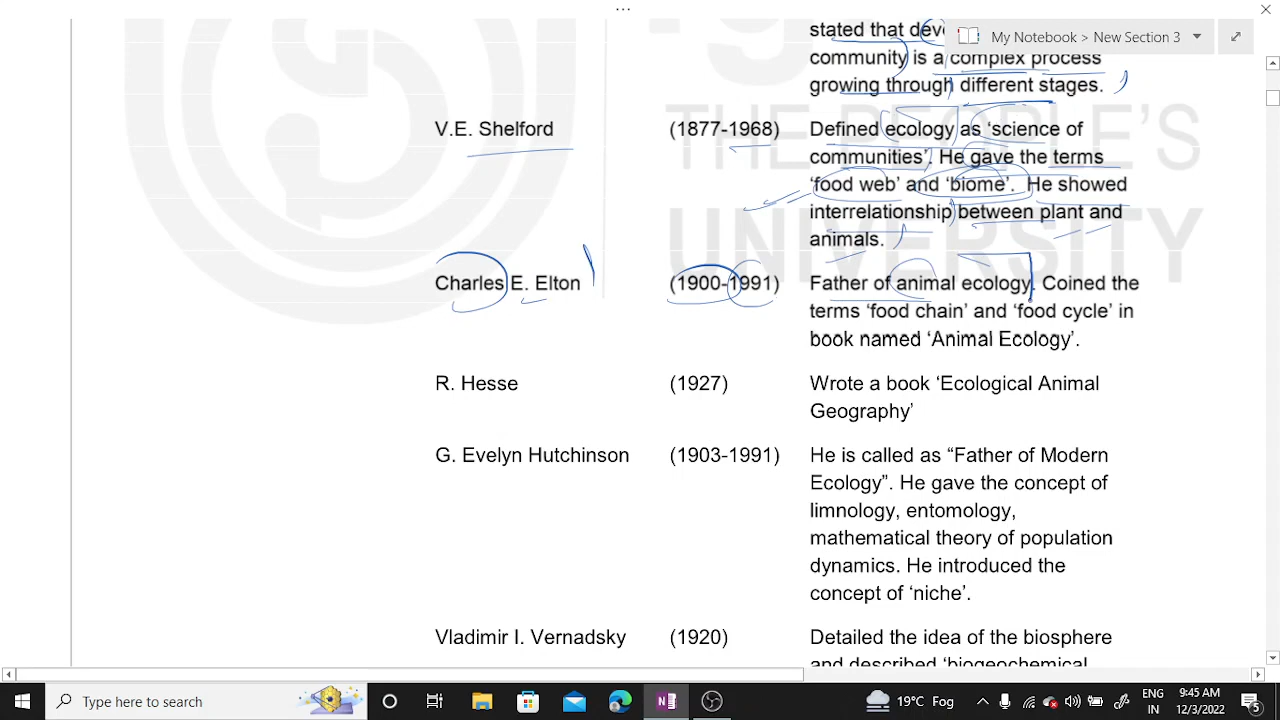 ...
stated that
My Notebook > New Section 3
community is a complex process
growing through different stages.
THE PEOPLE'S
UNIVERSITY
V.E. Shelford (1877-1968) Defined ecology as ‘science of
communities’. He gave the terms
‘food web’ and ‘biome’. He showed
interrelationship between plant and
animals.
Charles E. Elton (1900-1991) Father of animal ecology. Coined the
terms ‘food chain’ and ‘food cycle’ in
book named ‘Animal Ecology’.
R. Hesse (1927) Wrote a book ‘Ecological Animal
Geography’
G. Evelyn Hutchinson (1903-1991) He is called as “Father of Modern
Ecology”. He gave the concept of
limnology, entomology,
mathematical theory of population
dynamics. He introduced the
concept of ‘niche’.
Vladimir I. Vernadsky (1920) Detailed the idea of the biosphere
and described ‘biogeochemical
Type here to search
19°C Fog
ENG
IN
9:45 AM
12/3/2022
5